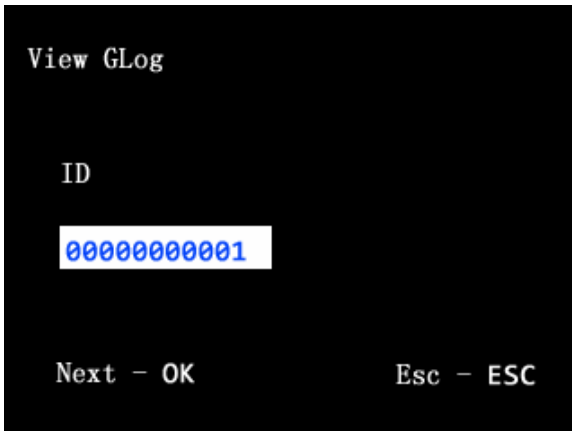 View GLog
ID
00000000001
Next - OK
Esc - ESC